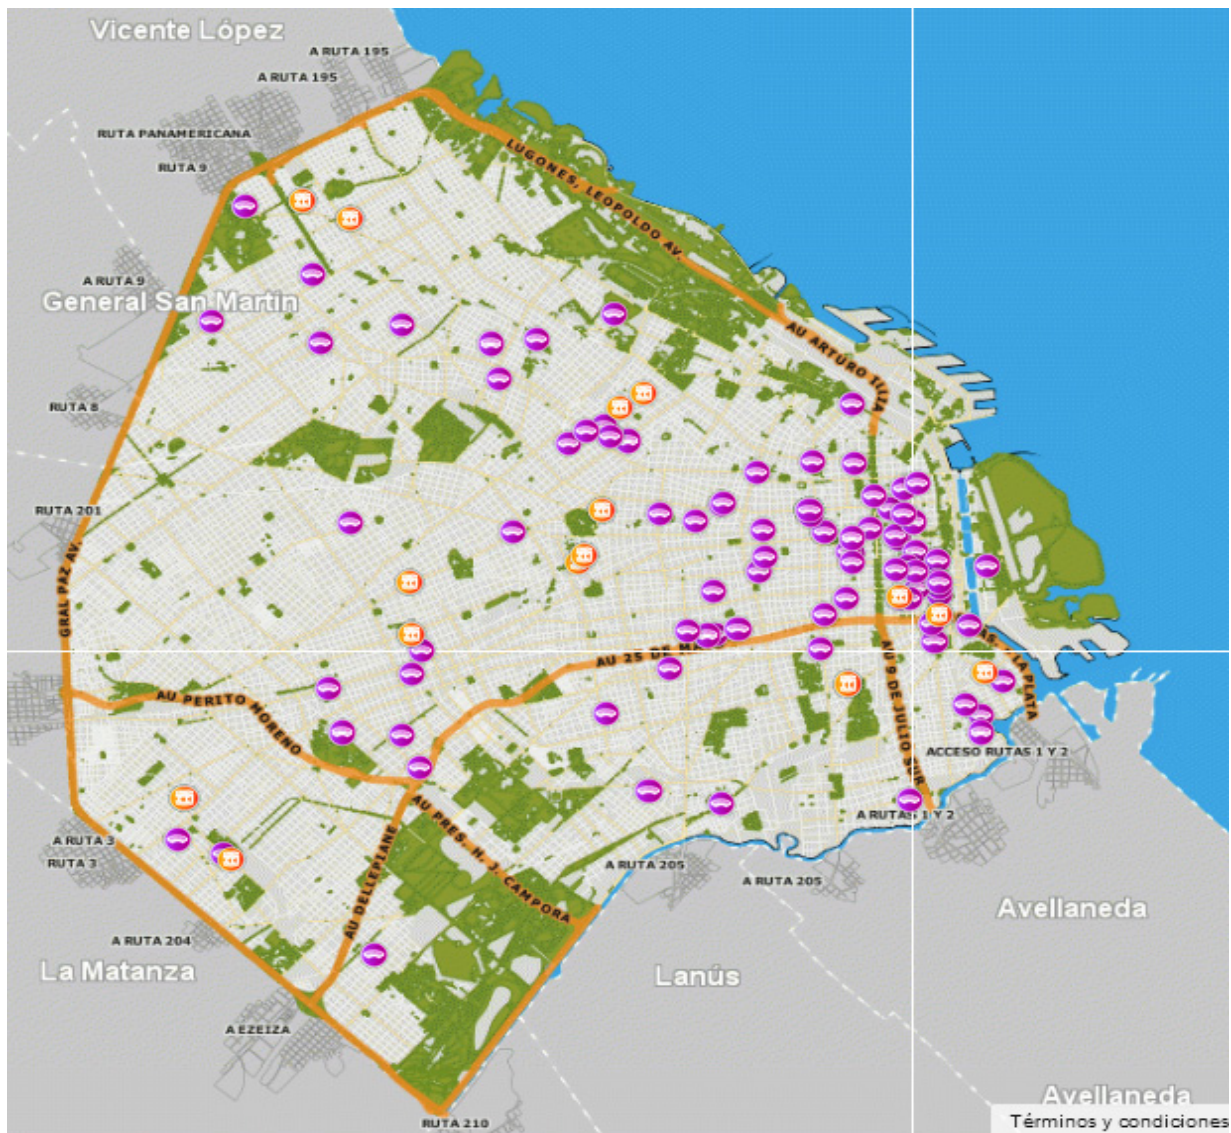 Vicente López
A RUTA 195
A RUTA 195
RUTA PANAMERICANA
RUTA 9
LUGONES, LEOPOLDO AV.
A RUTA 9
General San Martín
AU ARTURO ILLIA
RUTA 8
RUTA 201
GRAL PAZ AV.
AU 25 DE MA
AS. LA PLATA
AU PERITO MORENO
AU 9 DE JULIO SUR
ACCESO RUTAS 1 Y 2
A RUTAS 1 Y 2
AU PRES. H. J. CAMPORA
AU DELLEPIANE
A RUTA 3
RUTA 3
A RUTA 205
A RUTA 205
Avellaneda
A RUTA 204
La Matanza
Lanús
A EZEIZA
Avellaneda
Términos y condiciones
RUTA 210